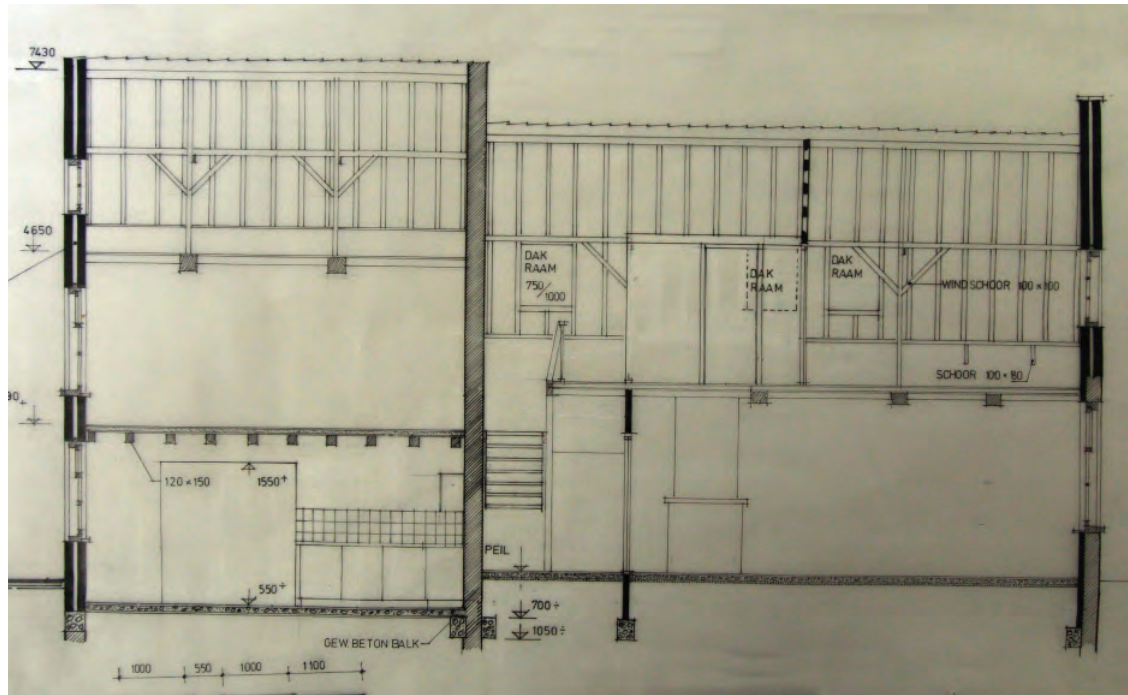 7430
4650
90+
120 × 150
1550+
550÷
GEW. BETON BALK
1000
550
1000
1100
DAK
RAAM
750/1000
PEIL
700÷
1050÷
DAK
RAAM
DAK
RAAM
WINDSCHOOR 100 × 100
SCHOOR 100 × 80